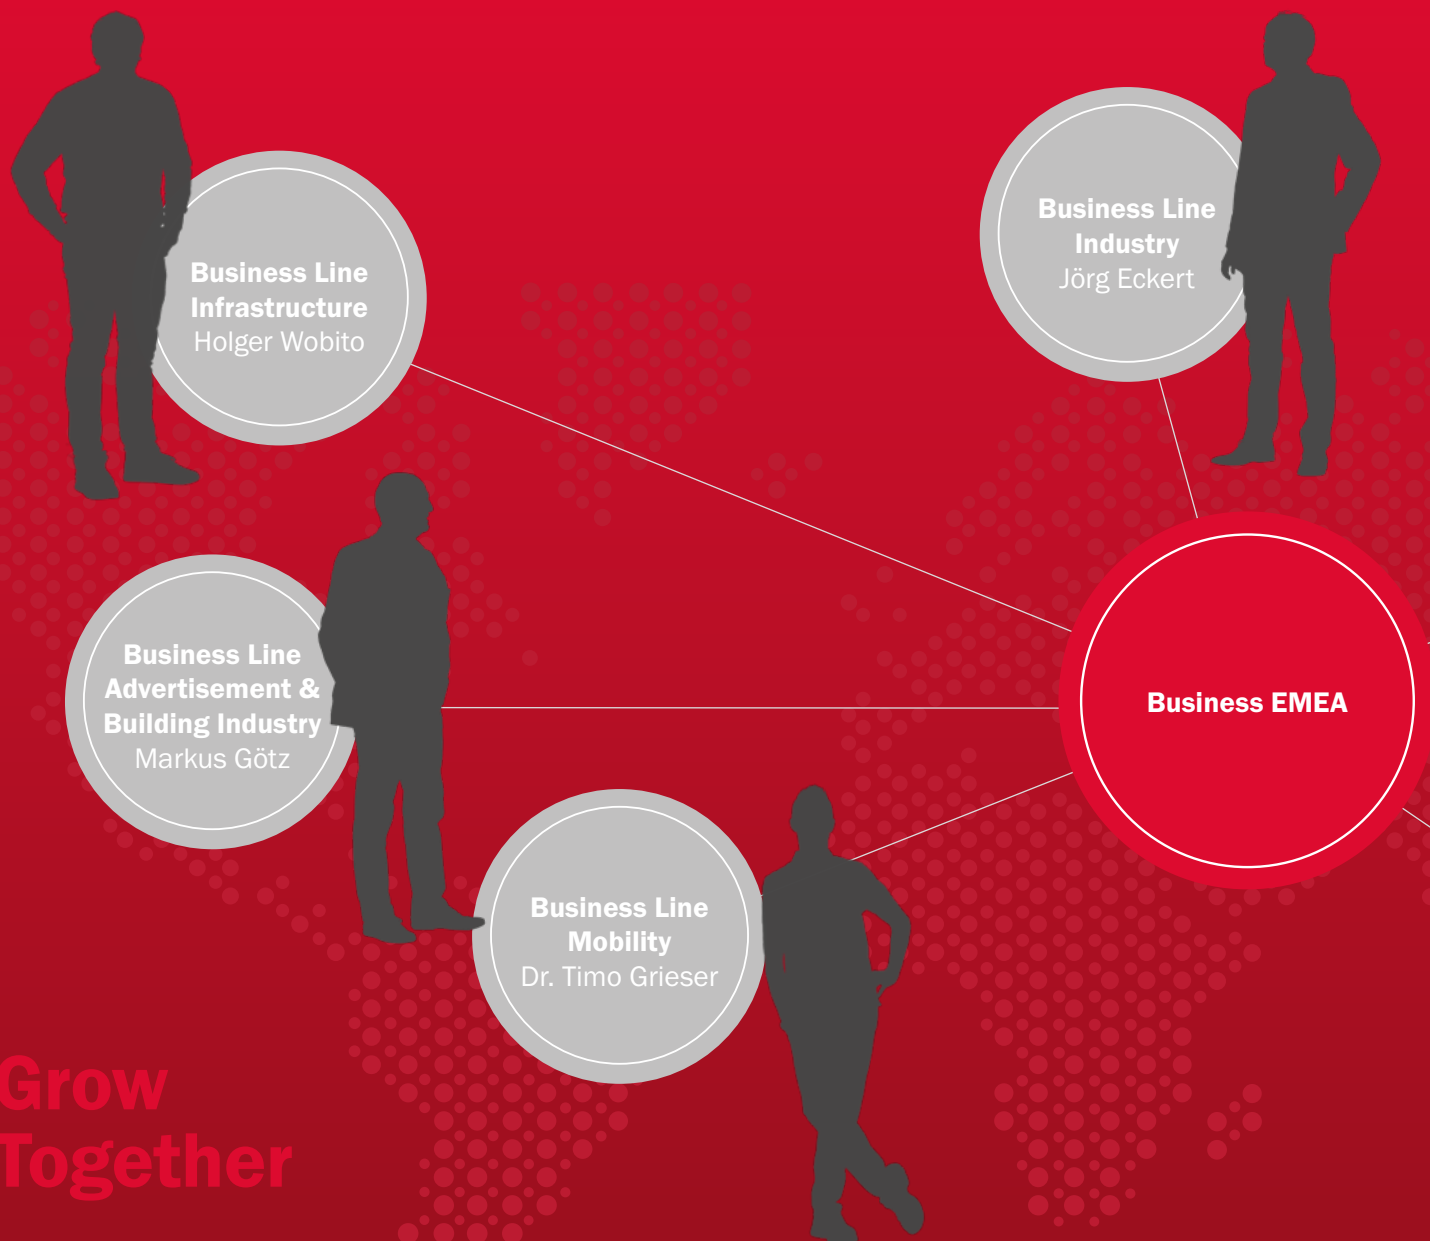 Business Line
Infrastructure
Holger Wobito
Business Line
Industry
Jörg Eckert
Business Line
Advertisement &
Building Industry
Markus Götz
Business EMEA
Business Line
Mobility
Dr. Timo Grieser
Grow
Together